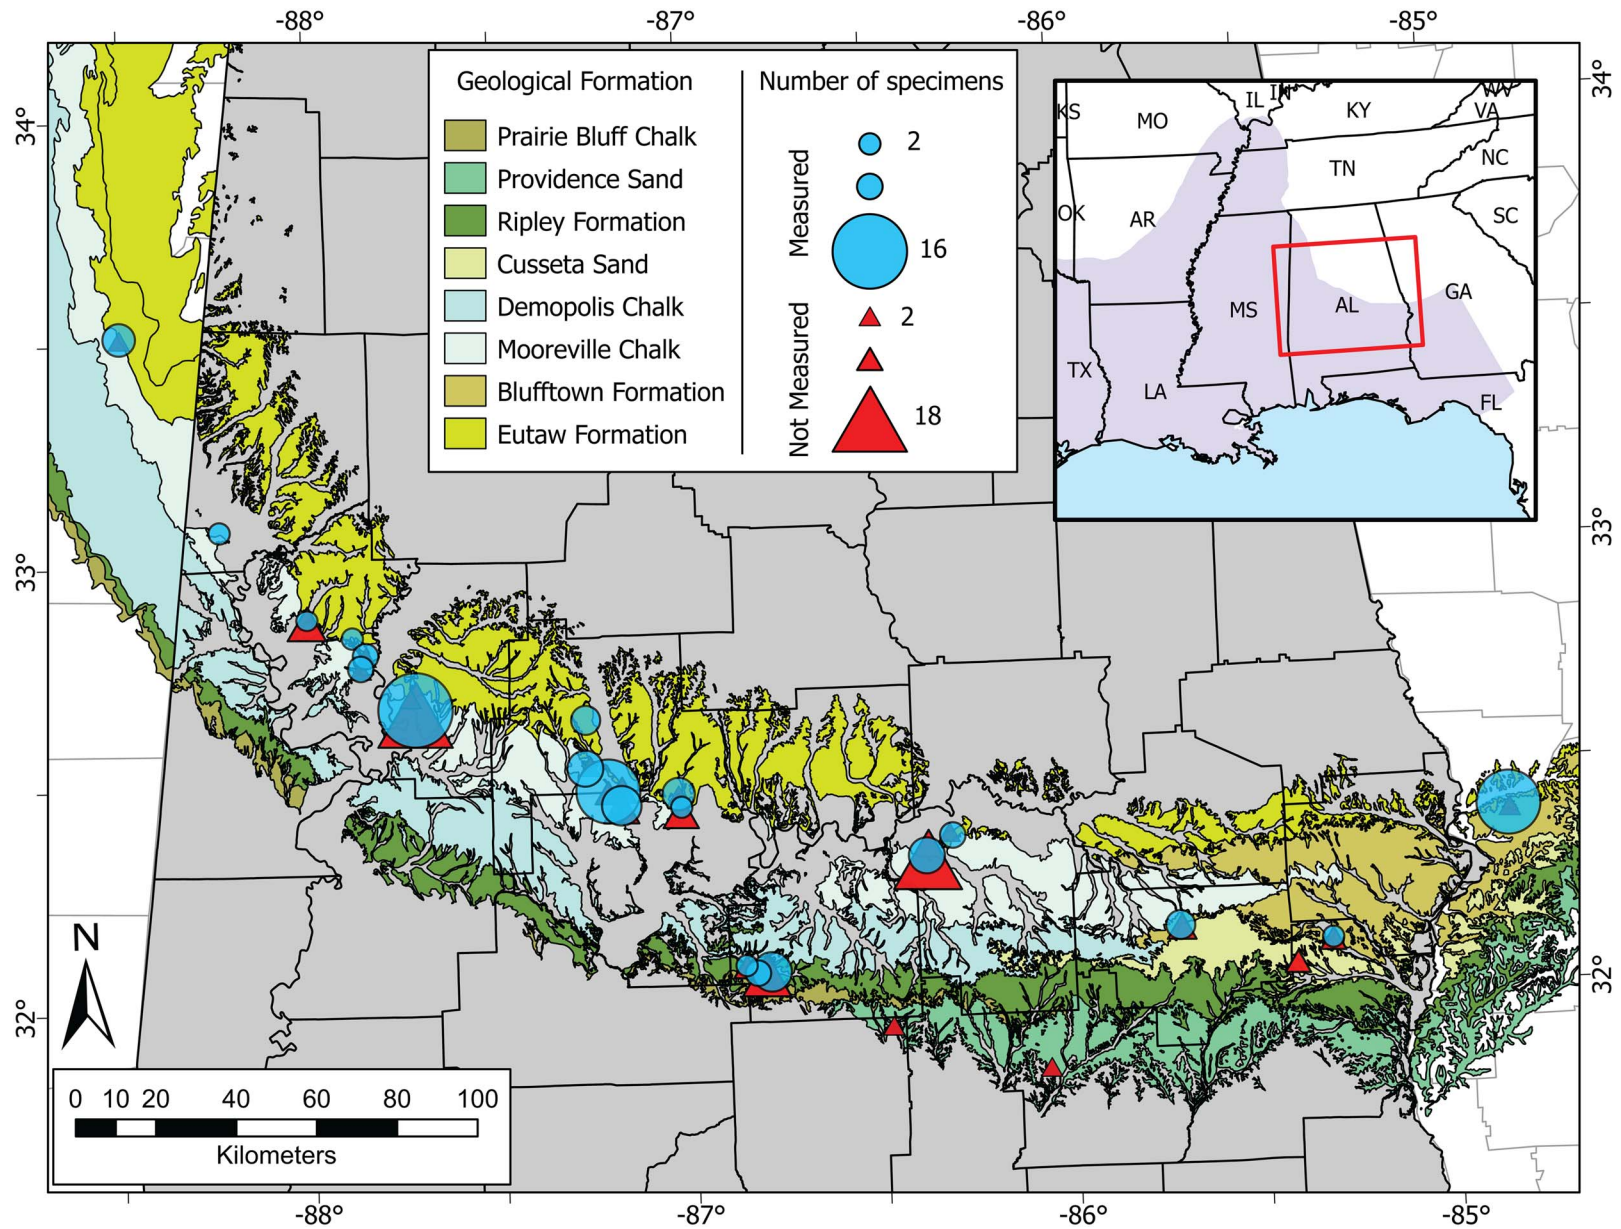 -88° -87° -86° -85°
34°
33°
32°
34°
33°
32°
Geological Formation
Prairie Bluff Chalk
Providence Sand
Ripley Formation
Cusseta Sand
Demopolis Chalk
Mooreville Chalk
Blufftown Formation
Eutaw Formation
Number of specimens
Measured
2
16
Not Measured
2
18
KS MO IL IN KY WV VA
OK AR TN NC
SC
MS AL GA
TX LA FL
N
0 10 20 40 60 80 100
Kilometers
-88° -87° -86° -85°